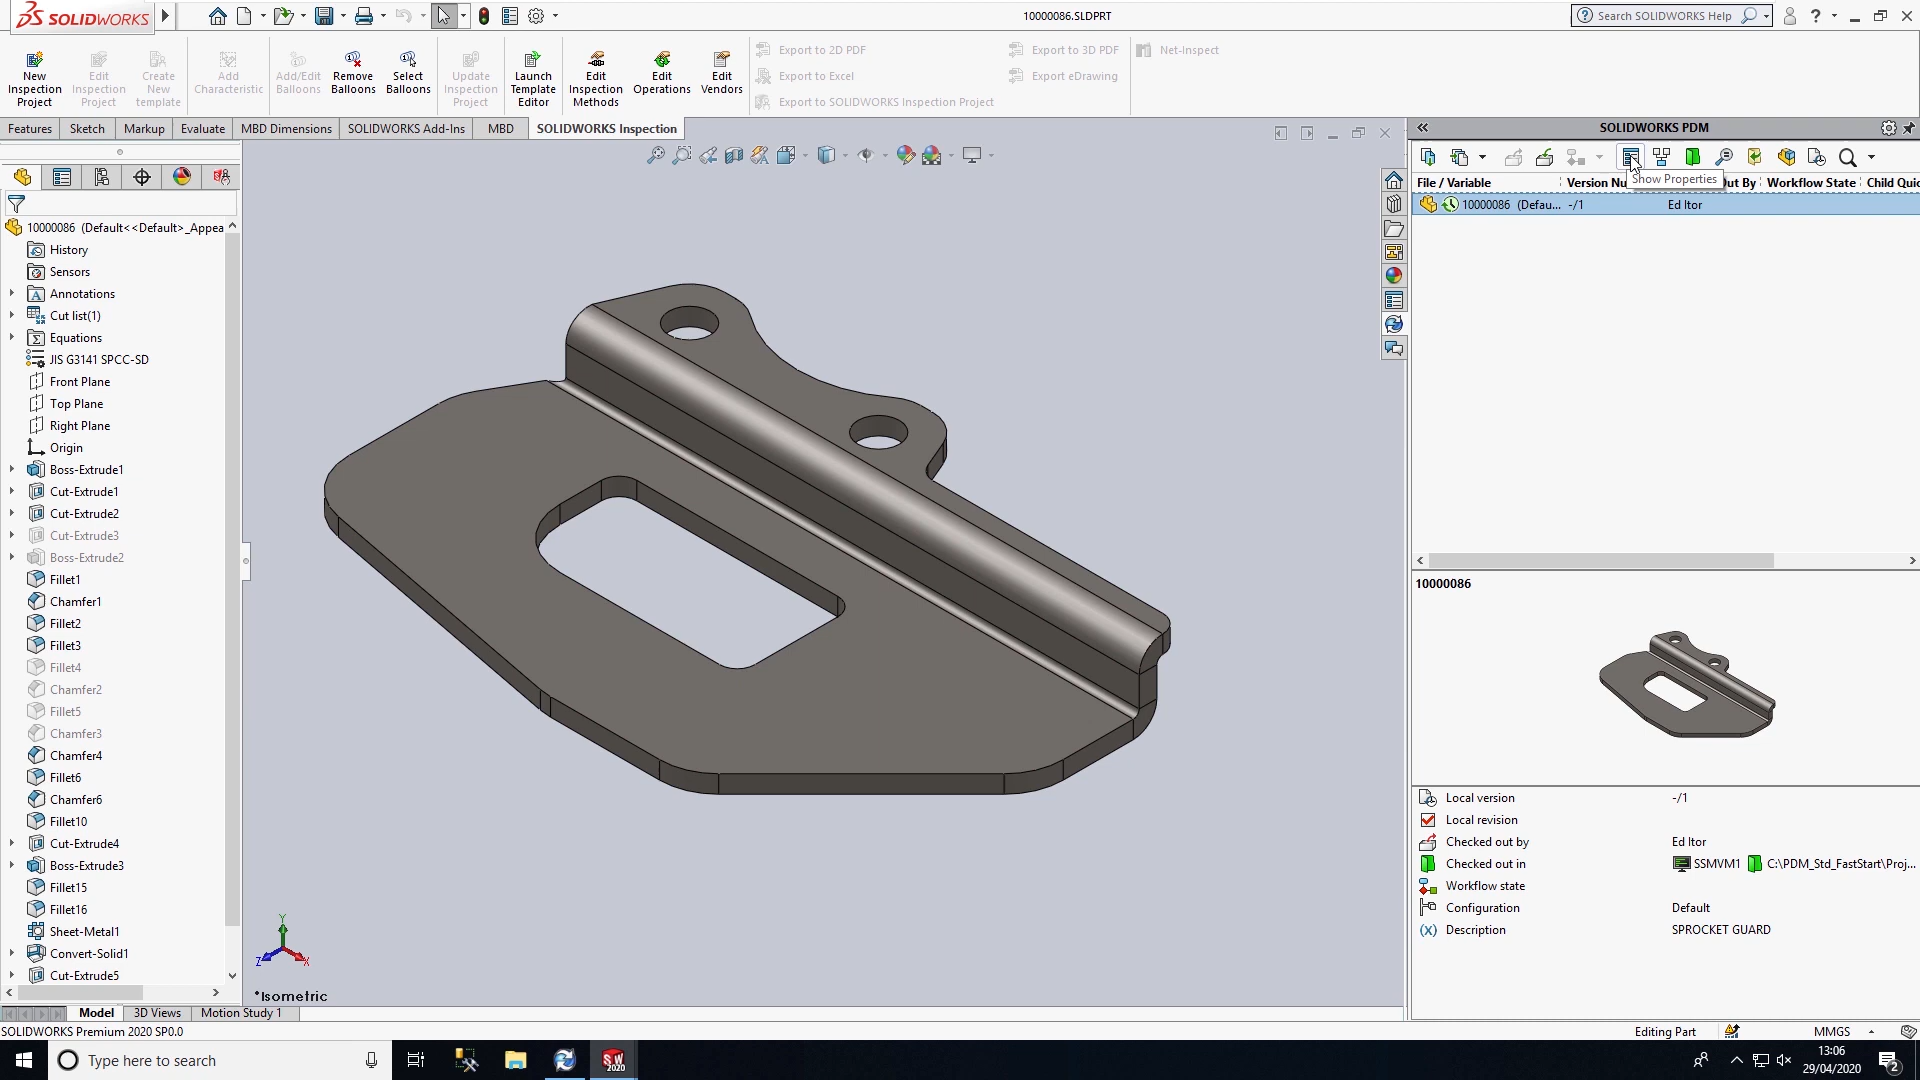 SOLIDWORKS
10000086.SLDPRT
Search SOLIDWORKS Help
?
New Inspection Project
Edit Inspection Project
Create New template
Add Characteristic
Add/Edit Balloons
Remove Balloons
Select Balloons
Update Inspection Project
Launch Template Editor
Edit Inspection Methods
Edit Operations
Edit Vendors
Export to 2D PDF
Export to Excel
Export to SOLIDWORKS Inspection Project
Export to 3D PDF
Export eDrawing
Net-Inspect
Features
Sketch
Markup
Evaluate
MBD Dimensions
SOLIDWORKS Add-Ins
MBD
SOLIDWORKS Inspection
10000086 (Default<<Default>_Appea
History
Sensors
Annotations
Cut list(1)
Equations
JIS G3141 SPCC-SD
Front Plane
Top Plane
Right Plane
Origin
Boss-Extrude1
Cut-Extrude1
Cut-Extrude2
Cut-Extrude3
Boss-Extrude2
Fillet1
Chamfer1
Fillet2
Fillet3
Fillet4
Chamfer2
Fillet5
Chamfer3
Chamfer4
Fillet6
Chamfer6
Fillet10
Cut-Extrude4
Boss-Extrude3
Fillet15
Fillet16
Sheet-Metal1
Convert-Solid1
Cut-Extrude5
Y
Z
X
*Isometric
Model
3D Views
Motion Study 1
SOLIDWORKS Premium 2020 SP0.0
Editing Part
MMGS
SOLIDWORKS PDM
Show Properties
File / Variable
Version Nu
ut By
Workflow State
Child Quic
10000086 (Defau... -/1 Ed Itor
10000086
Local version -/1
Local revision
Checked out by Ed Itor
Checked out in SSMVM1 C:\PDM_Std_FastStart\Proj...
Workflow state
Configuration Default
(x) Description SPROCKET GUARD
Type here to search
SW 2020
13:06
29/04/2020
2